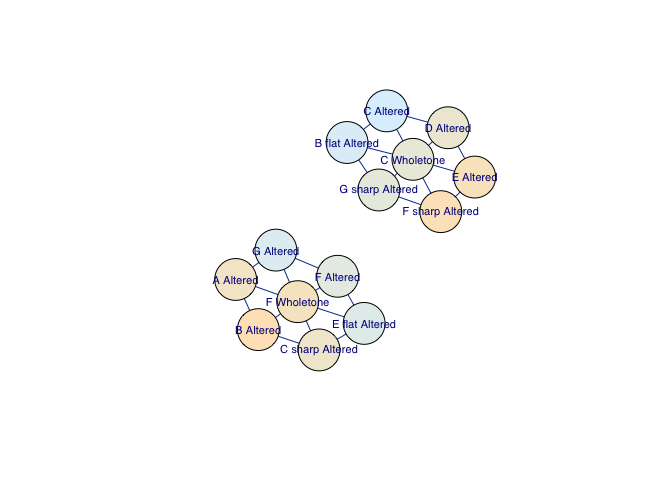 C Altered
D Altered
B flat Altered
C Wholetone
E Altered
G sharp Altered
F sharp Altered
G Altered
A Altered
F Altered
F Wholetone
E flat Altered
B Altered
C sharp Altered